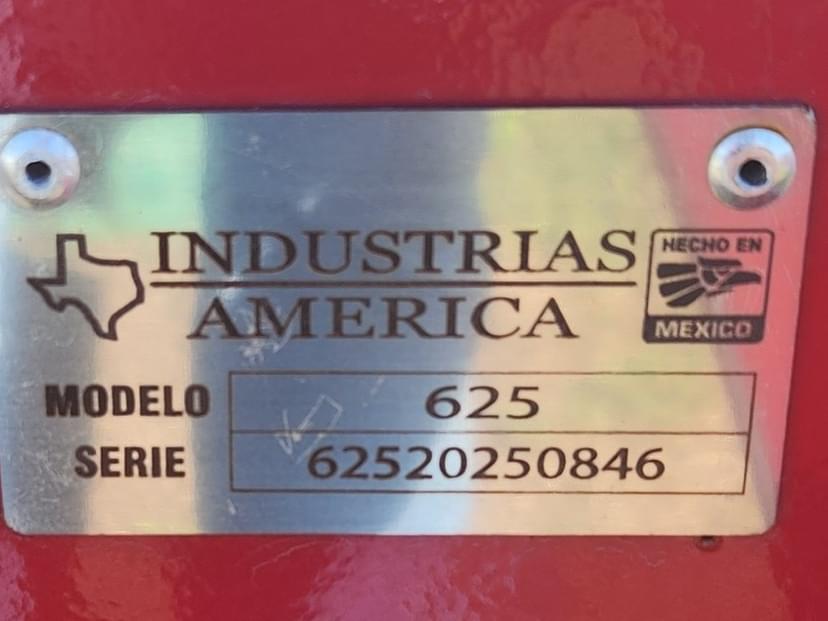 INDUSTRIAS
AMERICA
HECHO EN
MEXICO
MODELO 625
SERIE 62520250846